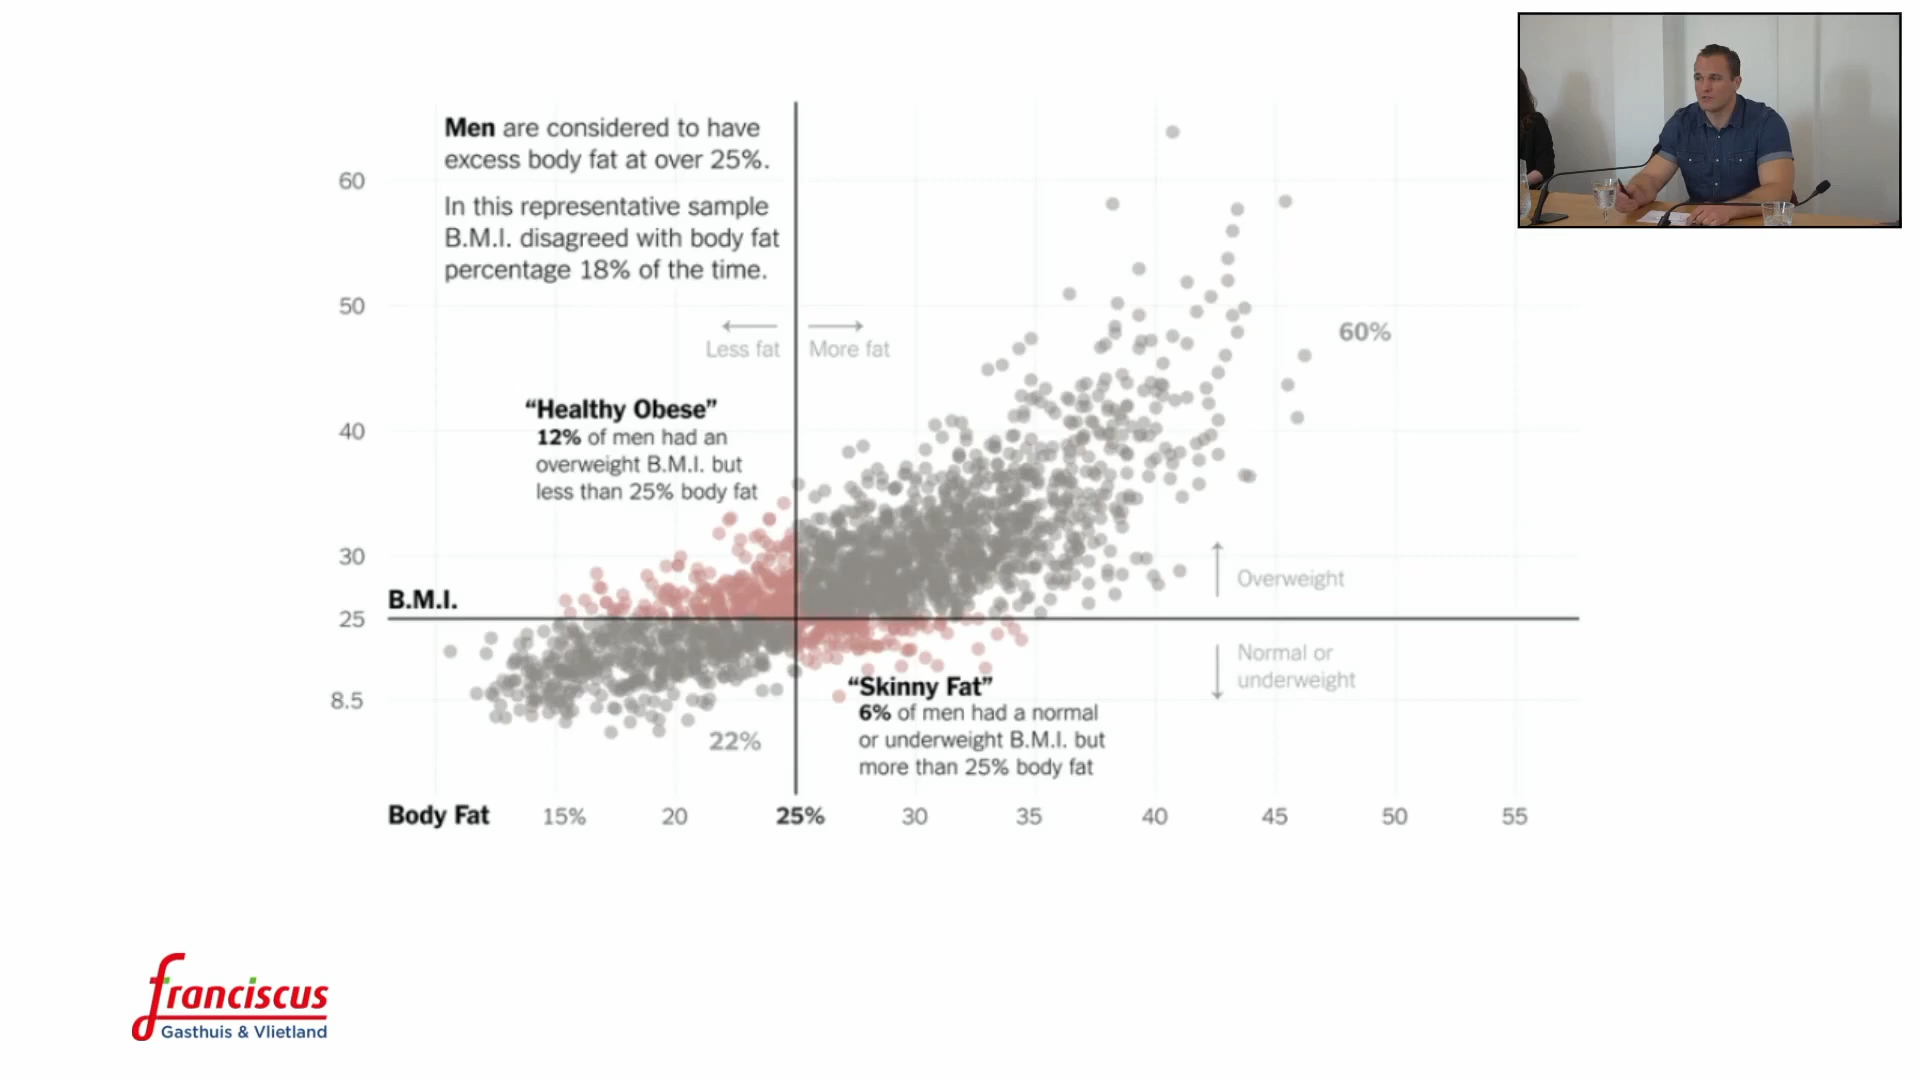 Men are considered to have
excess body fat at over 25%.
In this representative sample
B.M.I. disagreed with body fat
percentage 18% of the time.
60
50
40
30
25
8.5
Less fat
More fat
60%
“Healthy Obese”
12% of men had an
overweight B.M.I. but
less than 25% body fat
B.M.I.
Overweight
Normal or
underweight
“Skinny Fat”
6% of men had a normal
or underweight B.M.I. but
more than 25% body fat
22%
Body Fat 15% 20 25% 30 35 40 45 50 55
franciscus
Gasthuis & Vlietland